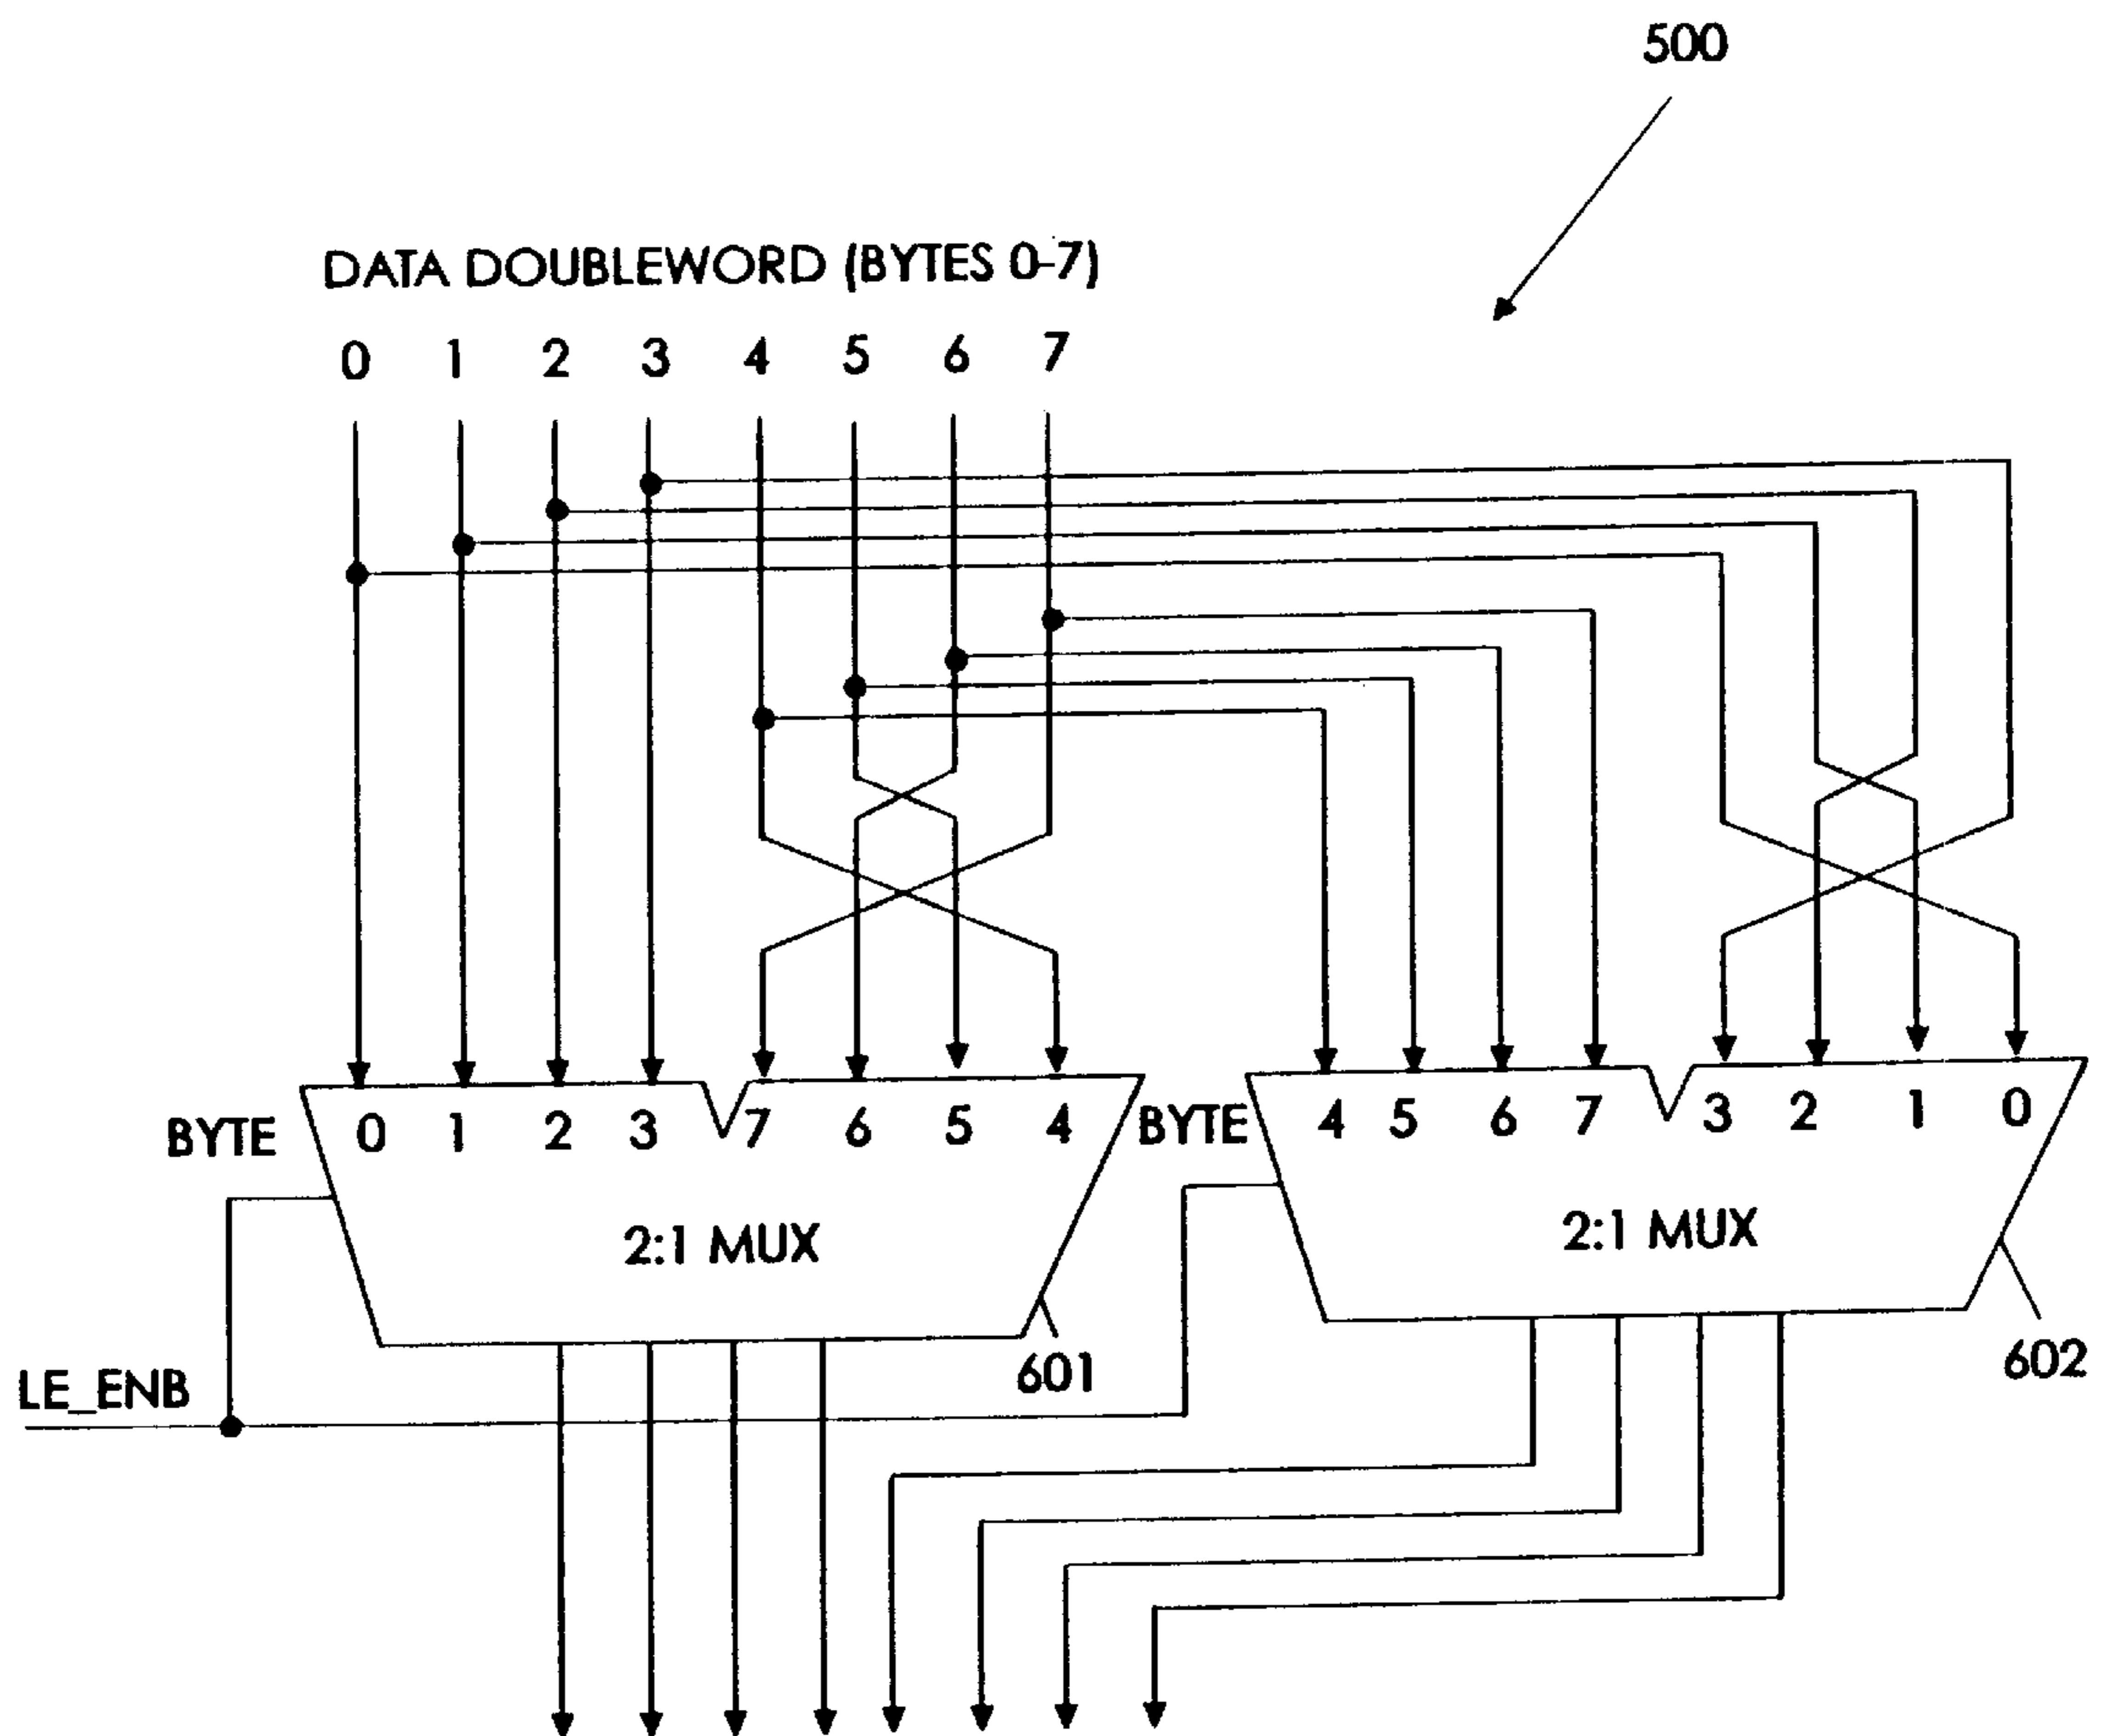 500
DATA DOUBLEWORD (BYTES 0-7)
0 1 2 3 4 5 6 7
BYTE 0 1 2 3 7 6 5 4 BYTE 4 5 6 7 3 2 1 0
2:1 MUX 2:1 MUX
601 602
LE_ENB